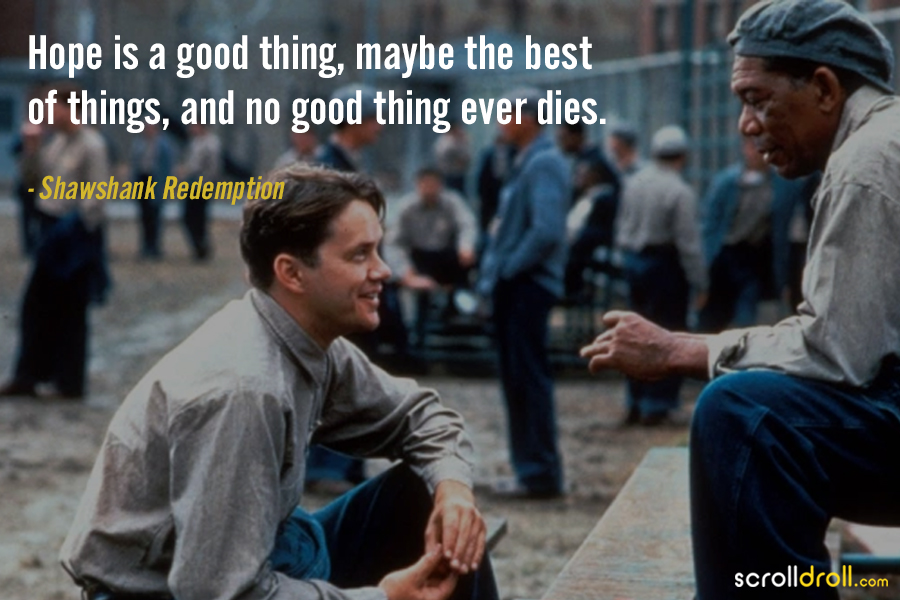 Hope is a good thing, maybe the best
of things, and no good thing ever dies.
- Shawshank Redemption
scrolldroll.com